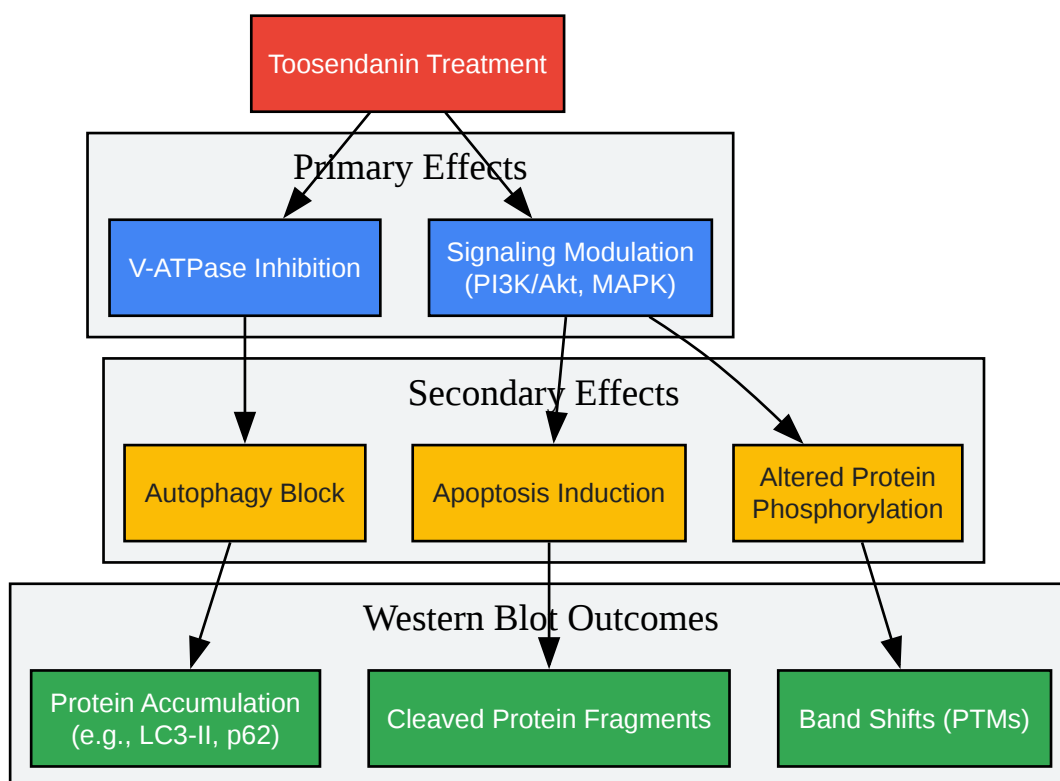 Toosendanin Treatment
Primary Effects
V-ATPase Inhibition
Signaling Modulation
(PI3K/Akt, MAPK)
Secondary Effects
Autophagy Block
Apoptosis Induction
Altered Protein
Phosphorylation
Western Blot Outcomes
Protein Accumulation
(e.g., LC3-II, p62)
Cleaved Protein Fragments
Band Shifts (PTMs)